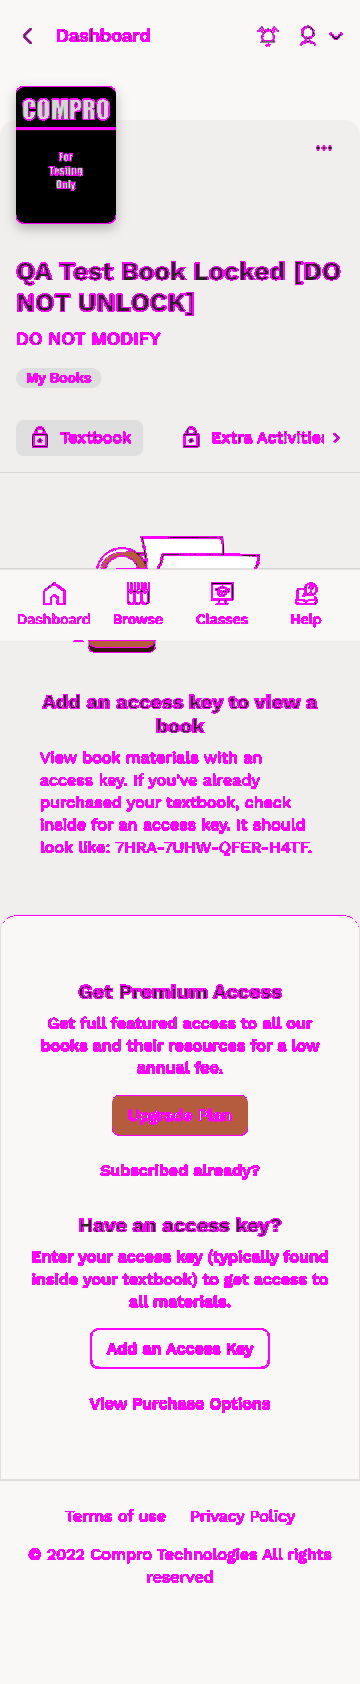 Dashboard
COMPRO
For
Testing
Only
QA Test Book Locked [DO
NOT UNLOCK]
DO NOT MODIFY
My Books
Textbook Extra Activities
Dashboard Browse Classes Help
Add an access key to view a
book
View book materials with an
access key. If you've already
purchased your textbook, check
inside for an access key. It should
look like: 7HRA-7UHW-QFER-H4TF.
Get Premium Access
Get full featured access to all our
books and their resources for a low
annual fee.
Upgrade Plan
Subscribed already?
Have an access key?
Enter your access key (typically found
inside your textbook) to get access to
all materials.
Add an Access Key
View Purchase Options
Terms of use Privacy Policy
© 2022 Compro Technologies All rights
reserved